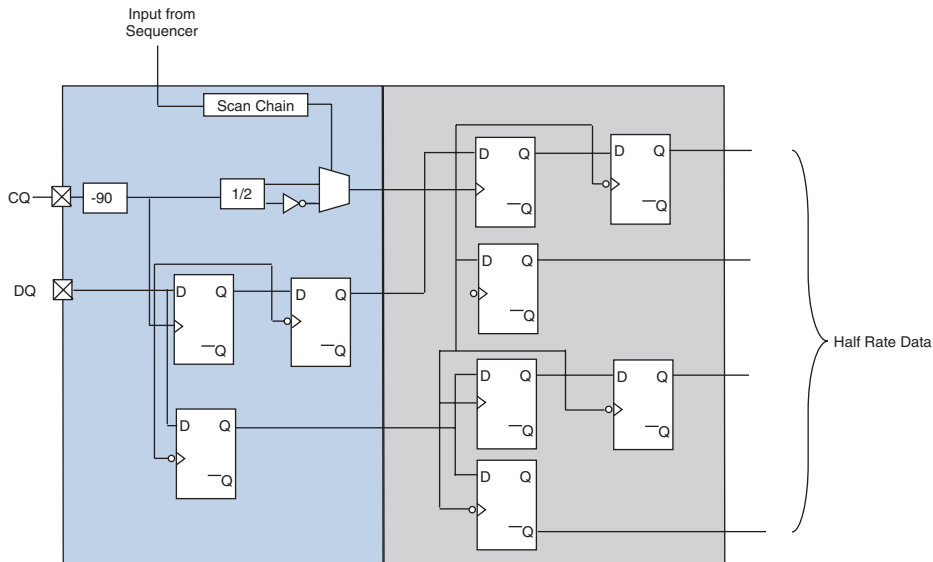 Input from
Sequencer
Scan Chain
CQ
-90
1/2
DQ
D Q
Q
D Q
Q
D Q
Q
D Q
Q
D Q
Q
D Q
Q
D Q
Q
D Q
Q
D Q
Q
Half Rate Data